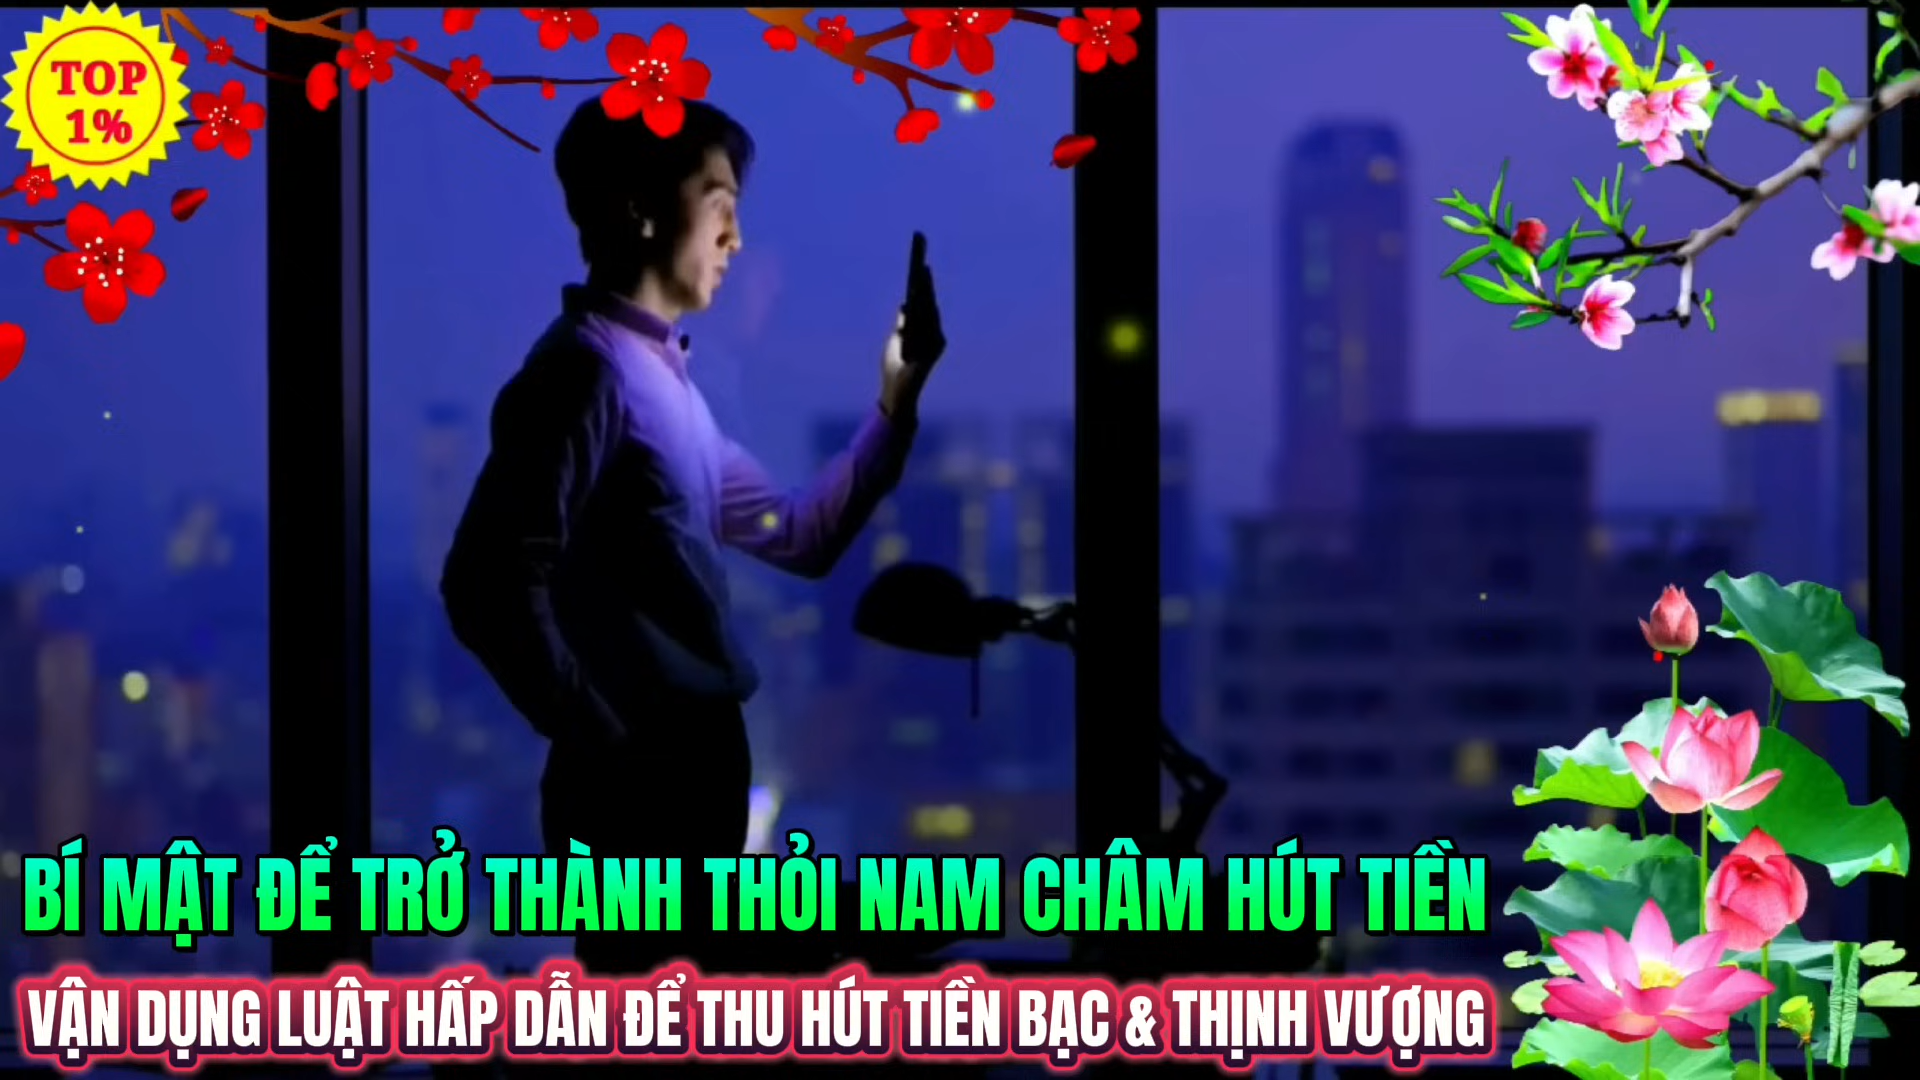 TOP
1%
BÍ MẬT ĐỂ TRỞ THÀNH THỎI NAM CHÂM HÚT TIỀN
VẬN DỤNG LUẬT HẤP DẪN ĐỂ THU HÚT TIỀN BẠC & THỊNH VƯỢNG